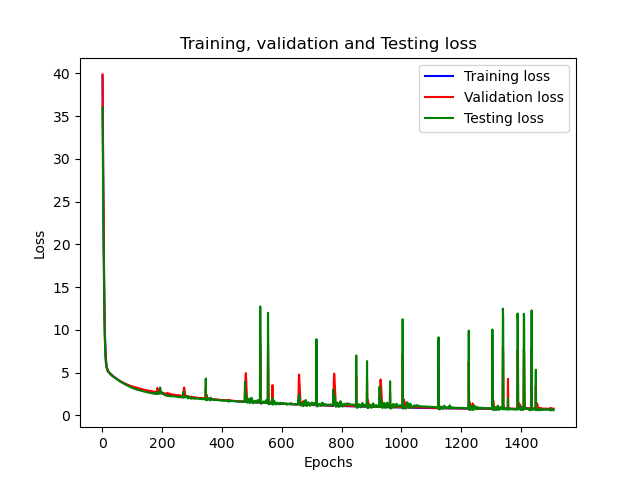 Training, validation and Testing loss
Training loss
Validation loss
Testing loss
Loss
40
35
30
25
20
15
10
5
0
0 200 400 600 800 1000 1200 1400
Epochs